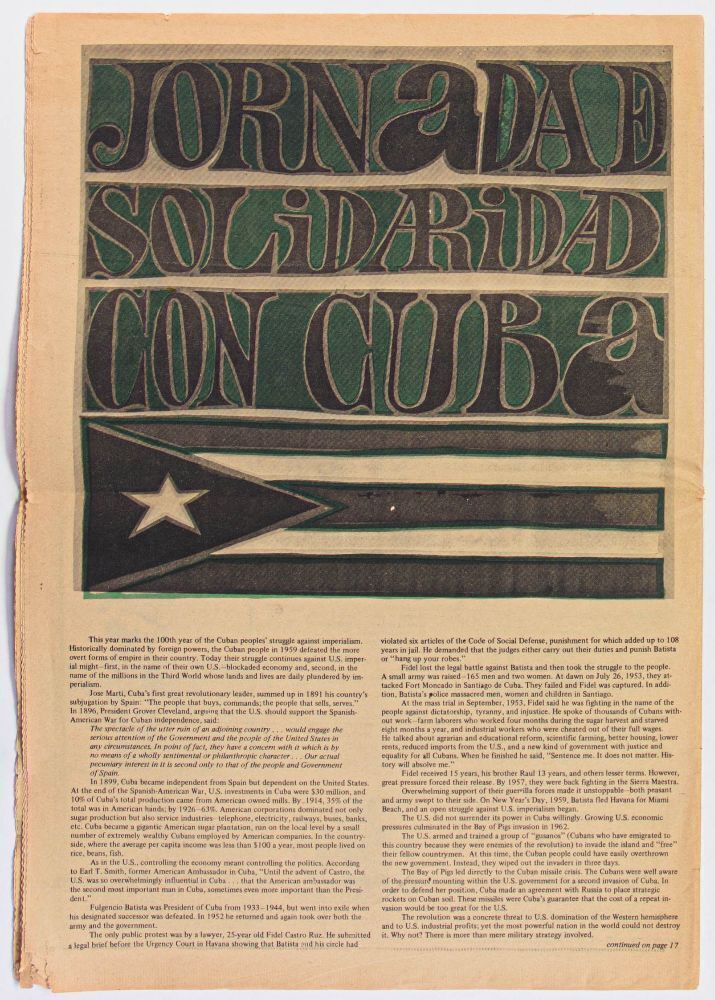 JORNaDA E
SOLiDARiDAD
CON CUBa
This year marks the 100th year of the Cuban peoples' struggle against imperialism.
Historically dominated by foreign powers, the Cuban people in 1959 defeated the more
overt forms of empire in their country. Today their struggle continues against U.S. imper-
ial might–first, in the name of their own U.S.–blockaded economy and, second, in the
name of the millions in the Third World whose lands and lives are daily plundered by im-
perialism.
Jose Marti, Cuba's first great revolutionary leader, summed up in 1891 his country's
subjugation by Spain: "The people that buys, commands; the people that sells, serves."
In 1896, President Grover Cleveland, arguing that the U.S. should support the Spanish-
American War for Cuban independence, said:
The spectacle of the utter ruin of an adjoining country . . . would engage the
serious attention of the Government and the people of the United States in
any circumstances. In point of fact, they have a concern with it which is by
no means of a wholly sentimental or philanthropic character . . . Our actual
pecuniary interest in it is second only to that of the people and Government
of Spain.
In 1899, Cuba became independent from Spain but dependent on the United States.
At the end of the Spanish-American War, U.S. investments in Cuba were $30 million, and
10% of Cuba's total production came from American owned mills. By 1914, 35% of the
total was in American hands; by 1926–63%. American corporations dominated not only
sugar production but also service industries–telephone, electricity, railways, buses, banks,
etc. Cuba became a gigantic American sugar plantation, run on the local level by a small
number of extremely wealthy Cubans employed by American companies. In the country-
side, where the average per capita income was less than $100 a year, most people lived on
rice, beans, fish.
As in the U.S., controlling the economy meant controlling the politics. According
to Earl T. Smith, former American Ambassador in Cuba, "Until the advent of Castro, the
U.S. was so overwhelmingly influential in Cuba . . . that the American ambassador was
the second most important man in Cuba, sometimes even more important than the Presi-
dent."
Fulgencio Batista was President of Cuba from 1933–1944, but went into exile when
his designated successor was defeated. In 1952 he returned and again took over both the
army and the government.
The only public protest was by a lawyer, 25-year old Fidel Castro Ruz. He submitted
a legal brief before the Urgency Court in Havana showing that Batista and his circle had
violated six articles of the Code of Social Defense, punishment for which added up to 108
years in jail. He demanded that the judges either carry out their duties and punish Batista
or "hang up your robes."
Fidel lost the legal battle against Batista and then took the struggle to the people.
A small army was raised–165 men and two women. At dawn on July 26, 1953, they at-
tacked Fort Moncado in Santiago de Cuba. They failed and Fidel was captured. In addi-
tion, Batista's police massacred men, women and children in Santiago.
At the mass trial in September, 1953, Fidel said he was fighting in the name of the
people against dictatorship, tyranny, and injustice. He spoke of thousands of Cubans with-
out work–farm laborers who worked four months during the sugar harvest and starved
eight months a year, and industrial workers who were cheated out of their full wages.
He talked about agrarian and educational reform, scientific farming, better housing, lower
rents, reduced imports from the U.S., and a new kind of government with justice and
equality for all Cubans. When he finished he said, "Sentence me. It does not matter. His-
tory will absolve me."
Fidel received 15 years, his brother Raul 13 years, and others lesser terms. However,
great pressure forced their release. By 1957, they were back fighting in the Sierra Maestra.
Overwhelming support of their guerilla forces made it unstoppable–both peasant
and army swept to their side. On New Year's Day, 1959, Batista fled Havana for Miami
Beach, and an open struggle against U.S. imperialism began.
The U.S. did not surrender its power in Cuba willingly. Growing U.S. economic
pressures culminated in the Bay of Pigs invasion in 1962.
The U.S. armed and trained a group of "gusanos" (Cubans who have emigrated to
this country because they were enemies of the revolution) to invade the island and "free"
their fellow countrymen. At this time, the Cuban people could have easily overthrown
the new government. Instead, they wiped out the invaders in three days.
The Bay of Pigs led directly to the Cuban missile crisis. The Cubans were well aware
of the pressure mounting within the U.S. government for a second invasion of Cuba. In
order to defend her position, Cuba made an agreement with Russia to place strategic
rockets on Cuban soil. These missiles were Cuba's guarantee that the cost of a repeat in-
vasion would be too great for the U.S.
The revolution was a concrete threat to U.S. domination of the Western hemisphere
and to U.S. industrial profits; yet the most powerful nation in the world could not destroy
it. Why not? There is more than mere military strategy involved.
continued on page 17